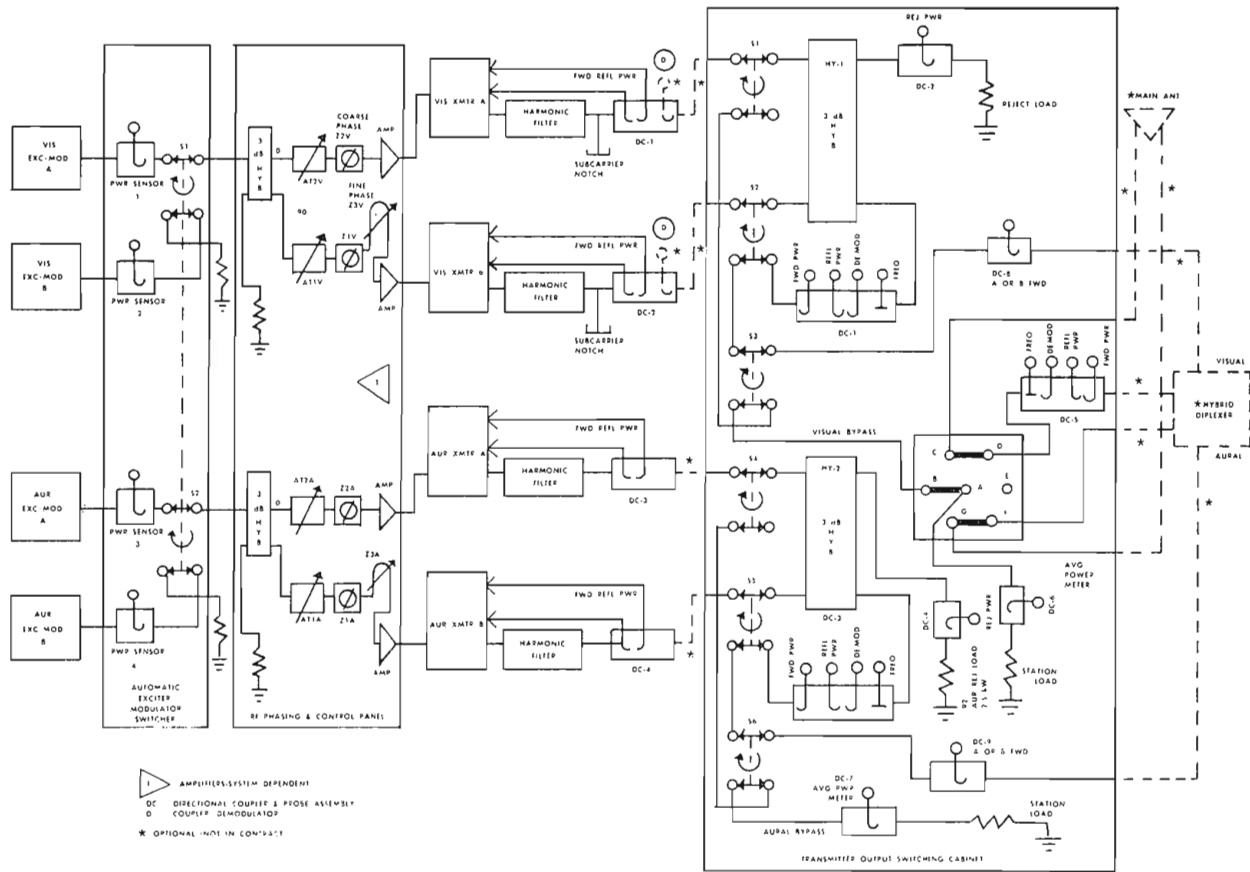 VIS
EXC-MOD
A
PWR SENSOR
1
S1
VIS
EXC-MOD
B
PWR SENSOR
2
AUR
EXC-MOD
A
PWR SENSOR
3
S2
AUR
EXC MOD
B
PWR SENSOR
4
AUTOMATIC
EXCITER
MODULATOR
SWITCHER
3
dB
H
Y
B
0
90
AT2V
COARSE
PHASE
Z2V
FINE
PHASE
Z3V
AMP
AT1V
Z1V
AMP
1
3
dB
H
Y
B
0
AT2A
Z2A
AMP
Z3A
AT1A
Z1A
AMP
RF PHASING & CONTROL PANEL
VIS XMTR A
FWD REFL PWR
HARMONIC
FILTER
SUBCARRIER
NOTCH
DC-1
D
*
*
VIS XMTR B
FWD REFL PWR
HARMONIC
FILTER
SUBCARRIER
NOTCH
DC-2
D
*
*
AUR XMTR A
FWD REFL PWR
HARMONIC
FILTER
DC-3
*
AUR XMTR B
FWD REFL PWR
HARMONIC
FILTER
DC-4
*
S1
HY-1
3 dB
H
Y
B
REJ PWR
DC-2
REJECT LOAD
S2
FWD PWR
REFL
PWR
DEMOD
FREQ
DC-1
DC-8
A OR B FWD
*MAIN ANT
*
*
*
S3
VISUAL BYPASS
FREQ
DEMOD
REFL
PWR
FWD PWR
DC-5
*
*
VISUAL
*HYBRID
DIPLEXER
AURAL
*
C
D
B
A
E
G
S4
HY-2
3 dB
H
Y
B
DC-3
S5
FWD PWR
REFL
PWR
DEMOD
FREQ
DC-4
REJ PWR
AVG
POWER
METER
DC-6
STATION
LOAD
AUR REJ LOAD
S6
DC-9
A OR B FWD
DC-7
AVG PWR
METER
AURAL BYPASS
STATION
LOAD
TRANSMITTER OUTPUT SWITCHING CABINET
1 AMPLIFIERS-SYSTEM DEPENDENT
DC DIRECTIONAL COUPLER & PROBE ASSEMBLY
D COUPLER DEMODULATOR
* OPTIONAL (NOT IN CONTRACT)